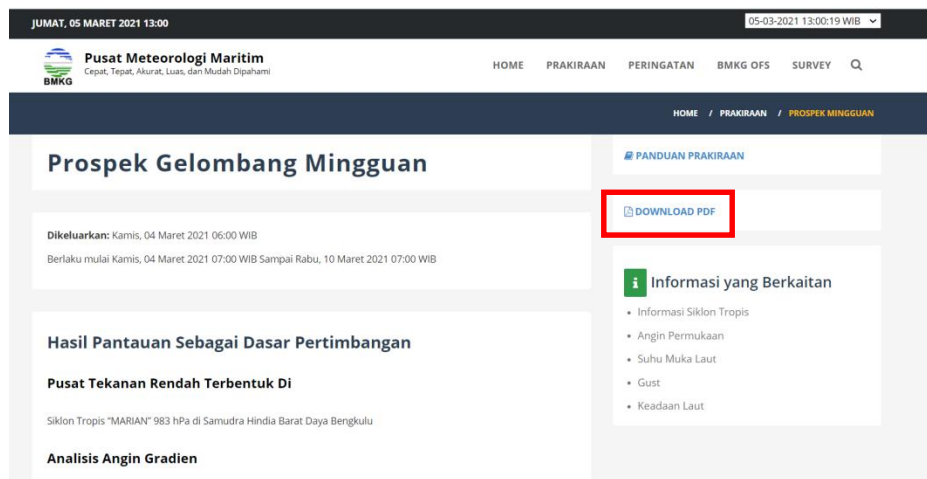 JUMAT, 05 MARET 2021 13:00
05-03-2021 13:00:19 WIB
BMKG
Pusat Meteorologi Maritim
Cepat, Tepat, Akurat, Luas, dan Mudah Dipahami
HOME PRAKIRAAN PERINGATAN BMKG OFS SURVEY
HOME / PRAKIRAAN / PROSPEK MINGGUAN
Prospek Gelombang Mingguan
Dikeluarkan: Kamis, 04 Maret 2021 06:00 WIB
Berlaku mulai Kamis, 04 Maret 2021 07:00 WIB Sampai Rabu, 10 Maret 2021 07:00 WIB
Hasil Pantauan Sebagai Dasar Pertimbangan
Pusat Tekanan Rendah Terbentuk Di
Siklon Tropis "MARIAN" 983 hPa di Samudra Hindia Barat Daya Bengkulu
Analisis Angin Gradien
PANDUAN PRAKIRAAN
DOWNLOAD PDF
i Informasi yang Berkaitan
• Informasi Siklon Tropis
• Angin Permukaan
• Suhu Muka Laut
• Gust
• Keadaan Laut